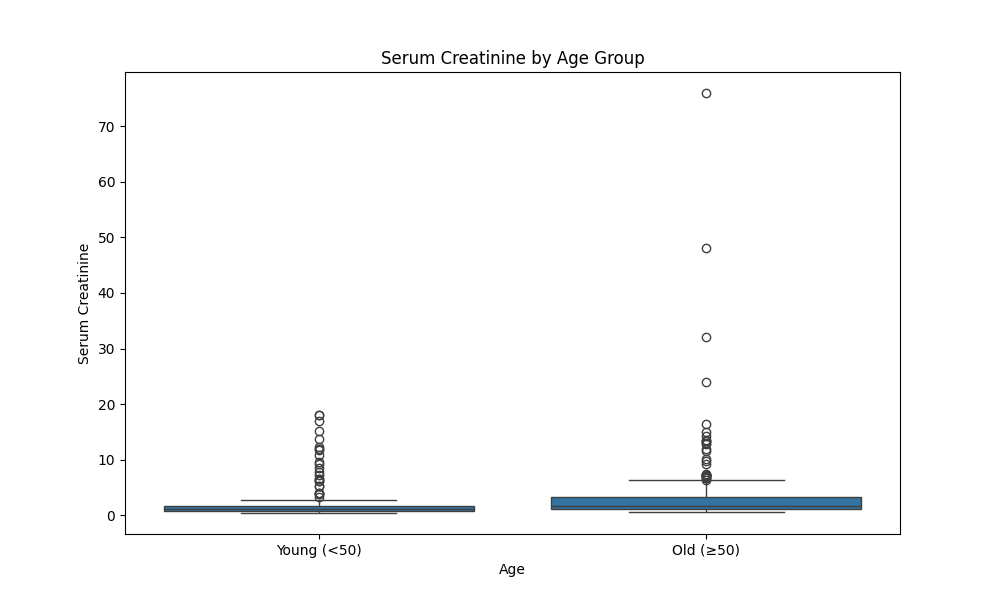 Serum Creatinine by Age Group
Serum Creatinine
70
60
50
40
30
20
10
0
Young (<50)
Old (≥50)
Age